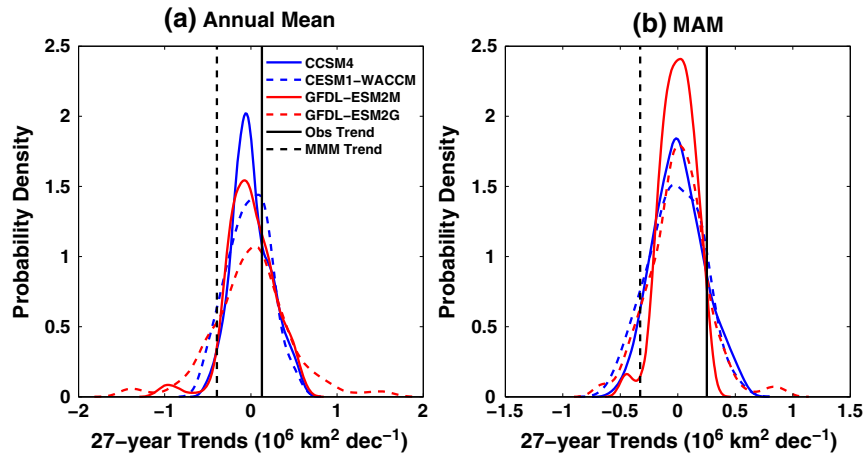 (a) Annual Mean
2.5
2
1.5
1
0.5
0
−2
−1
0
1
2
Probability Density
27−year Trends (10⁶ km² dec⁻¹)
CCSM4
CESM1−WACCM
GFDL−ESM2M
GFDL−ESM2G
Obs Trend
MMM Trend
(b) MAM
2.5
2
1.5
1
0.5
0
−1.5
−1
−0.5
0
0.5
1
1.5
Probability Density
27−year Trends (10⁶ km² dec⁻¹)